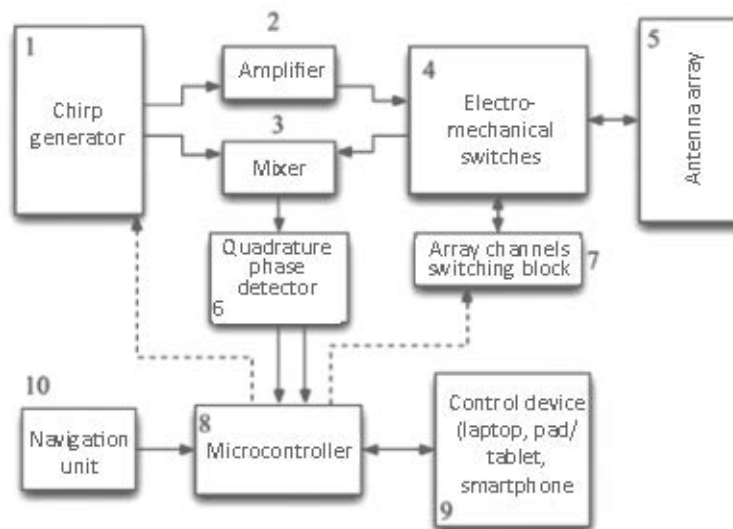 1
Chirp
generator
2
Amplifier
3
Mixer
4
Electro-
mechanical
switches
5
Antenna array
Quadrature
phase
detector
6
Array channels
switching block
7
10
Navigation
unit
8
Microcontroller
Control device
(laptop, pad/
tablet,
smartphone
9